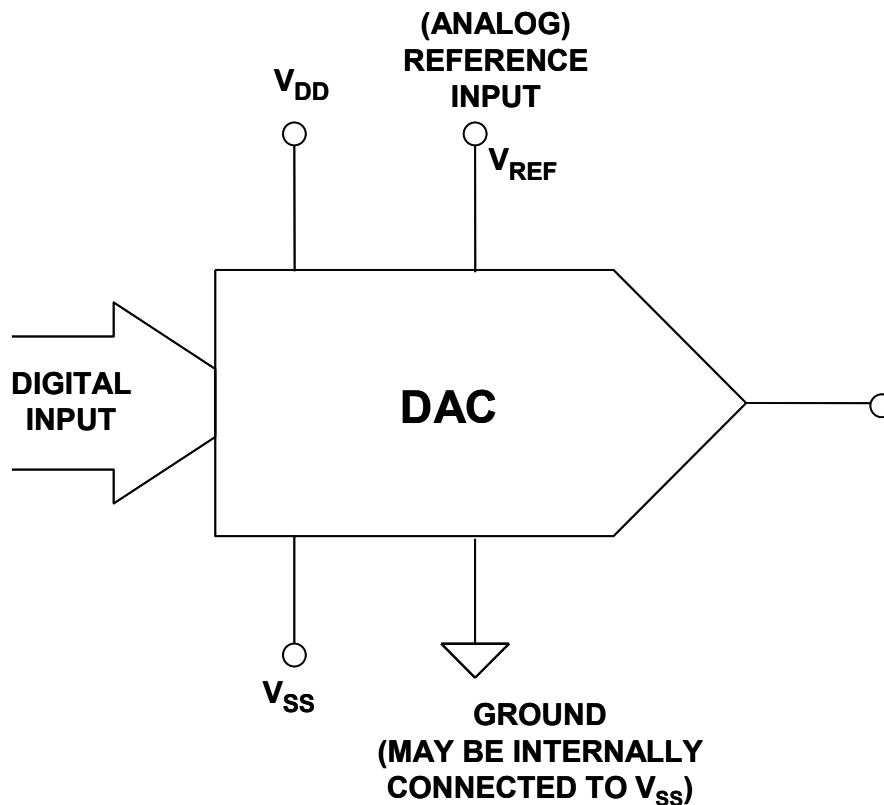 (ANALOG)
REFERENCE
INPUT
V_DD
V_REF
DIGITAL
INPUT
DAC
V_SS
GROUND
(MAY BE INTERNALLY
CONNECTED TO V_SS)